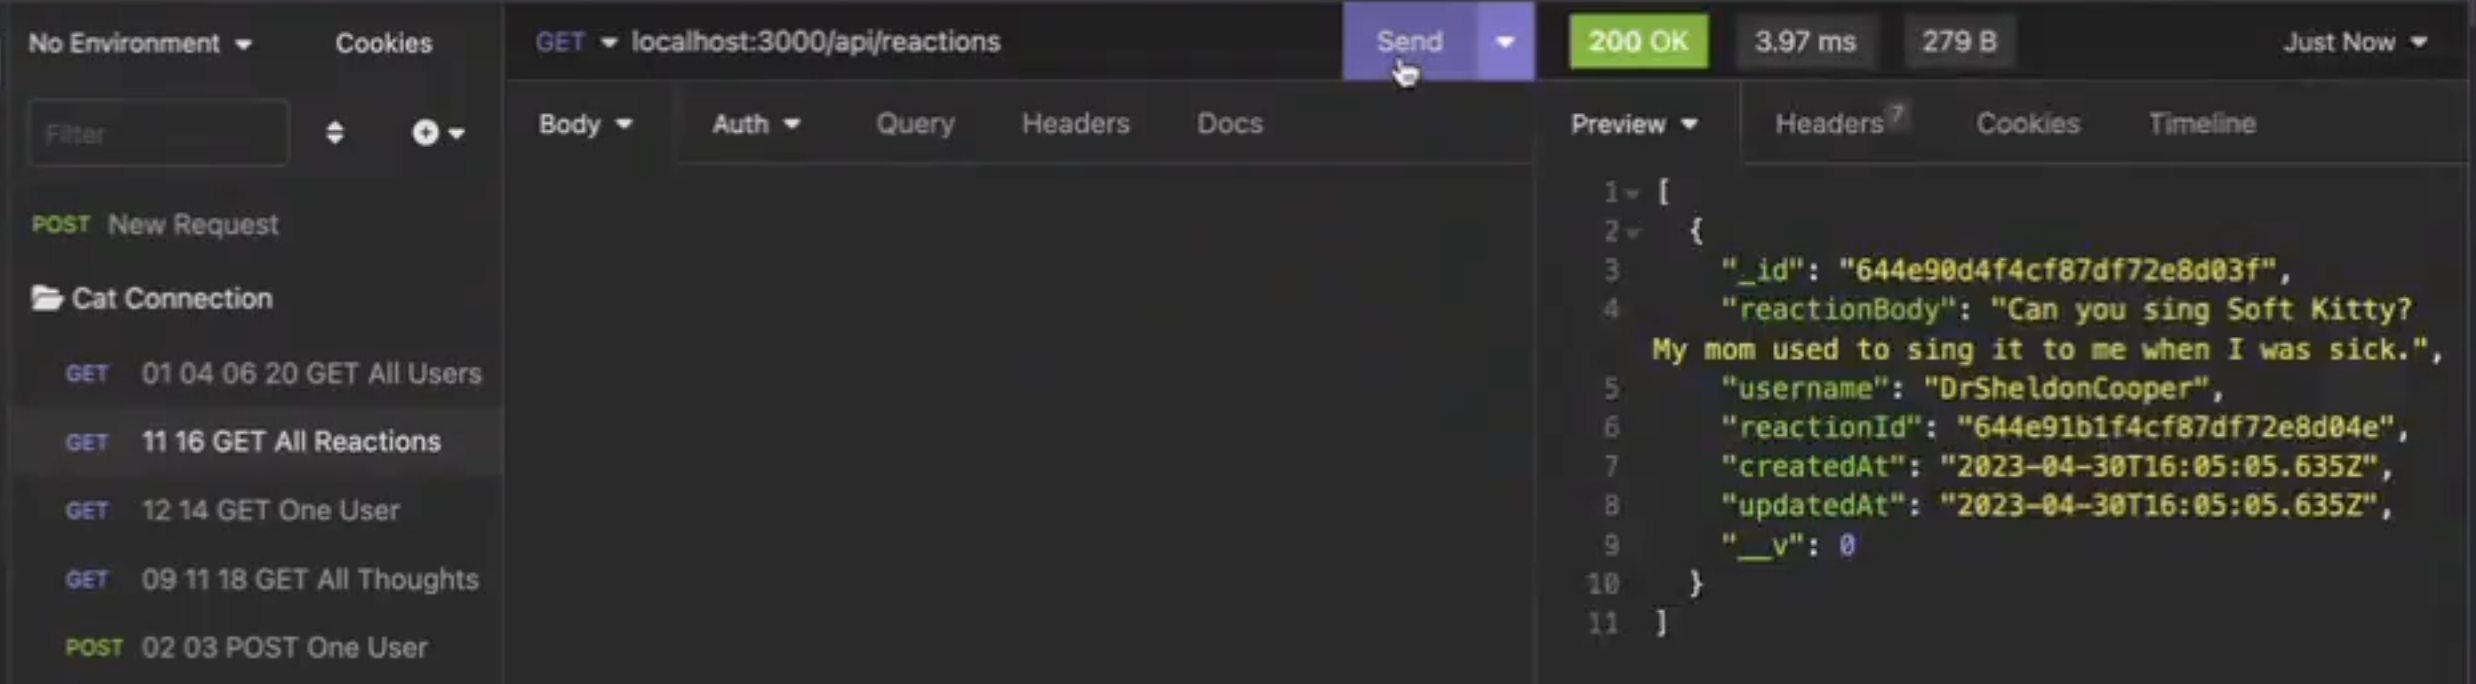 No Environment Cookies
GET localhost:3000/api/reactions Send
200 OK 3.97 ms 279 B Just Now
Filter
Body Auth Query Headers Docs
Preview Headers 7 Cookies Timeline
POST New Request
Cat Connection
GET 01 04 06 20 GET All Users
GET 11 16 GET All Reactions
GET 12 14 GET One User
GET 09 11 18 GET All Thoughts
POST 02 03 POST One User
1 [
2 {
3 "_id": "644e90d4f4cf87df72e8d03f",
4 "reactionBody": "Can you sing Soft Kitty?
My mom used to sing it to me when I was sick.",
5 "username": "DrSheldonCooper",
6 "reactionId": "644e91b1f4cf87df72e8d04e",
7 "createdAt": "2023-04-30T16:05:05.635Z",
8 "updatedAt": "2023-04-30T16:05:05.635Z",
9 "__v": 0
10 }
11 ]